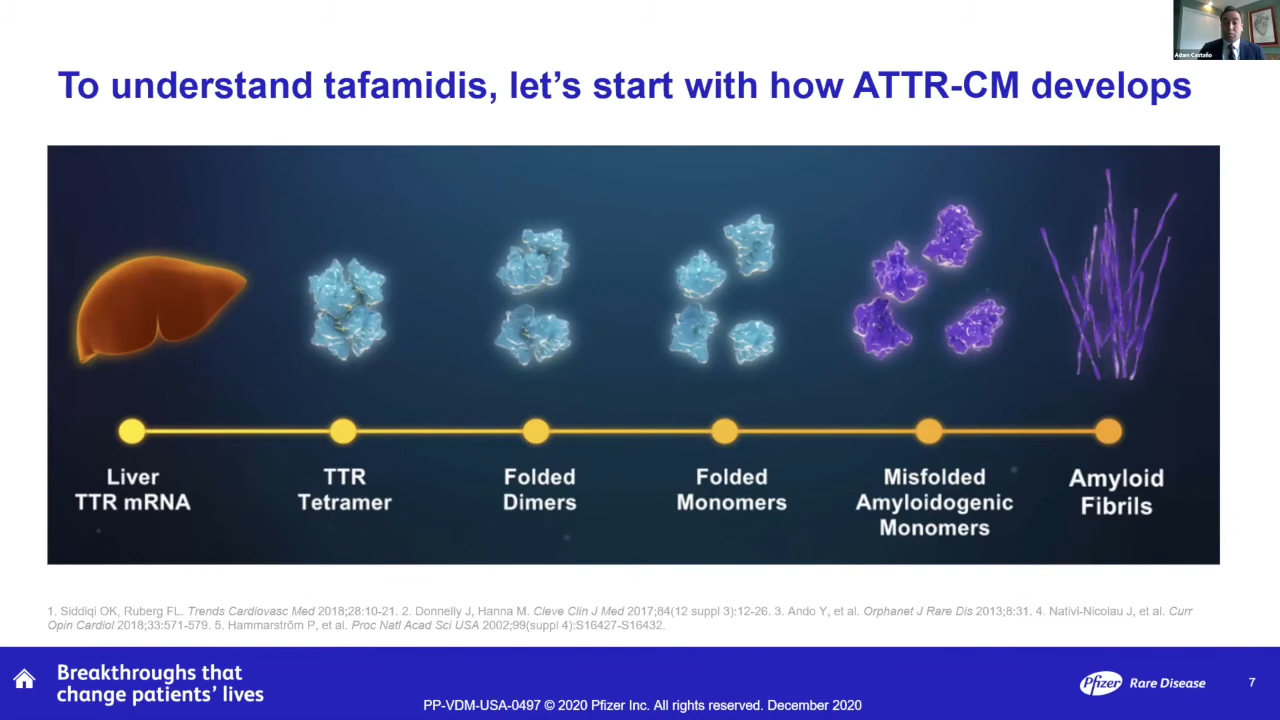 Adam Castaño
To understand tafamidis, let's start with how ATTR-CM develops
Liver
TTR mRNA
TTR
Tetramer
Folded
Dimers
Folded
Monomers
Misfolded
Amyloidogenic
Monomers
Amyloid
Fibrils
1. Siddiqi OK, Ruberg FL. Trends Cardiovasc Med 2018;28:10-21. 2. Donnelly J, Hanna M. Cleve Clin J Med 2017;84(12 suppl 3):12-26. 3. Ando Y, et al. Orphanet J Rare Dis 2013;8:31. 4. Nativi-Nicolau J, et al. Curr
Opin Cardiol 2018;33:571-579. 5. Hammarström P, et al. Proc Natl Acad Sci USA 2002;99(suppl 4):S16427-S16432.
Breakthroughs that
change patients' lives
PP-VDM-USA-0497 © 2020 Pfizer Inc. All rights reserved. December 2020
Pfizer Rare Disease
7